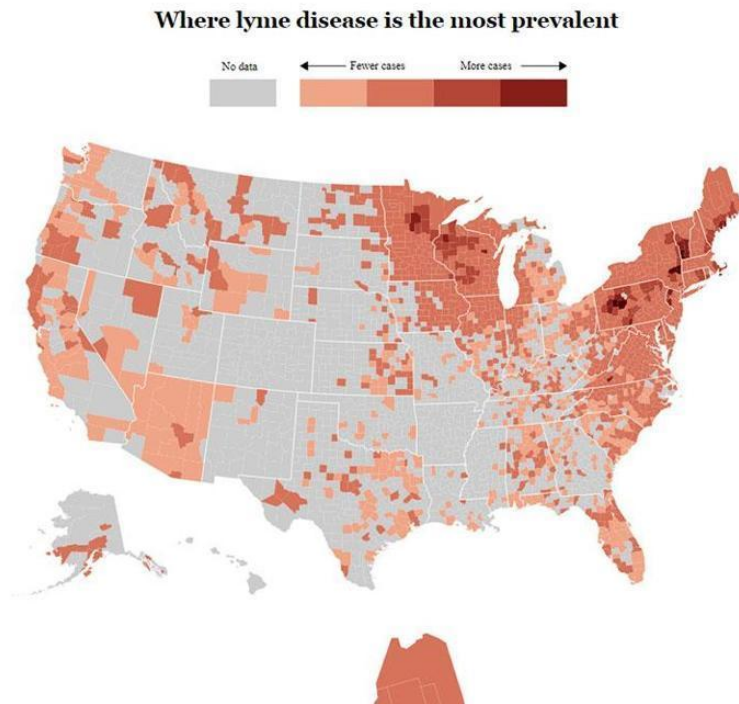 Where lyme disease is the most prevalent
No data
Fewer cases
More cases